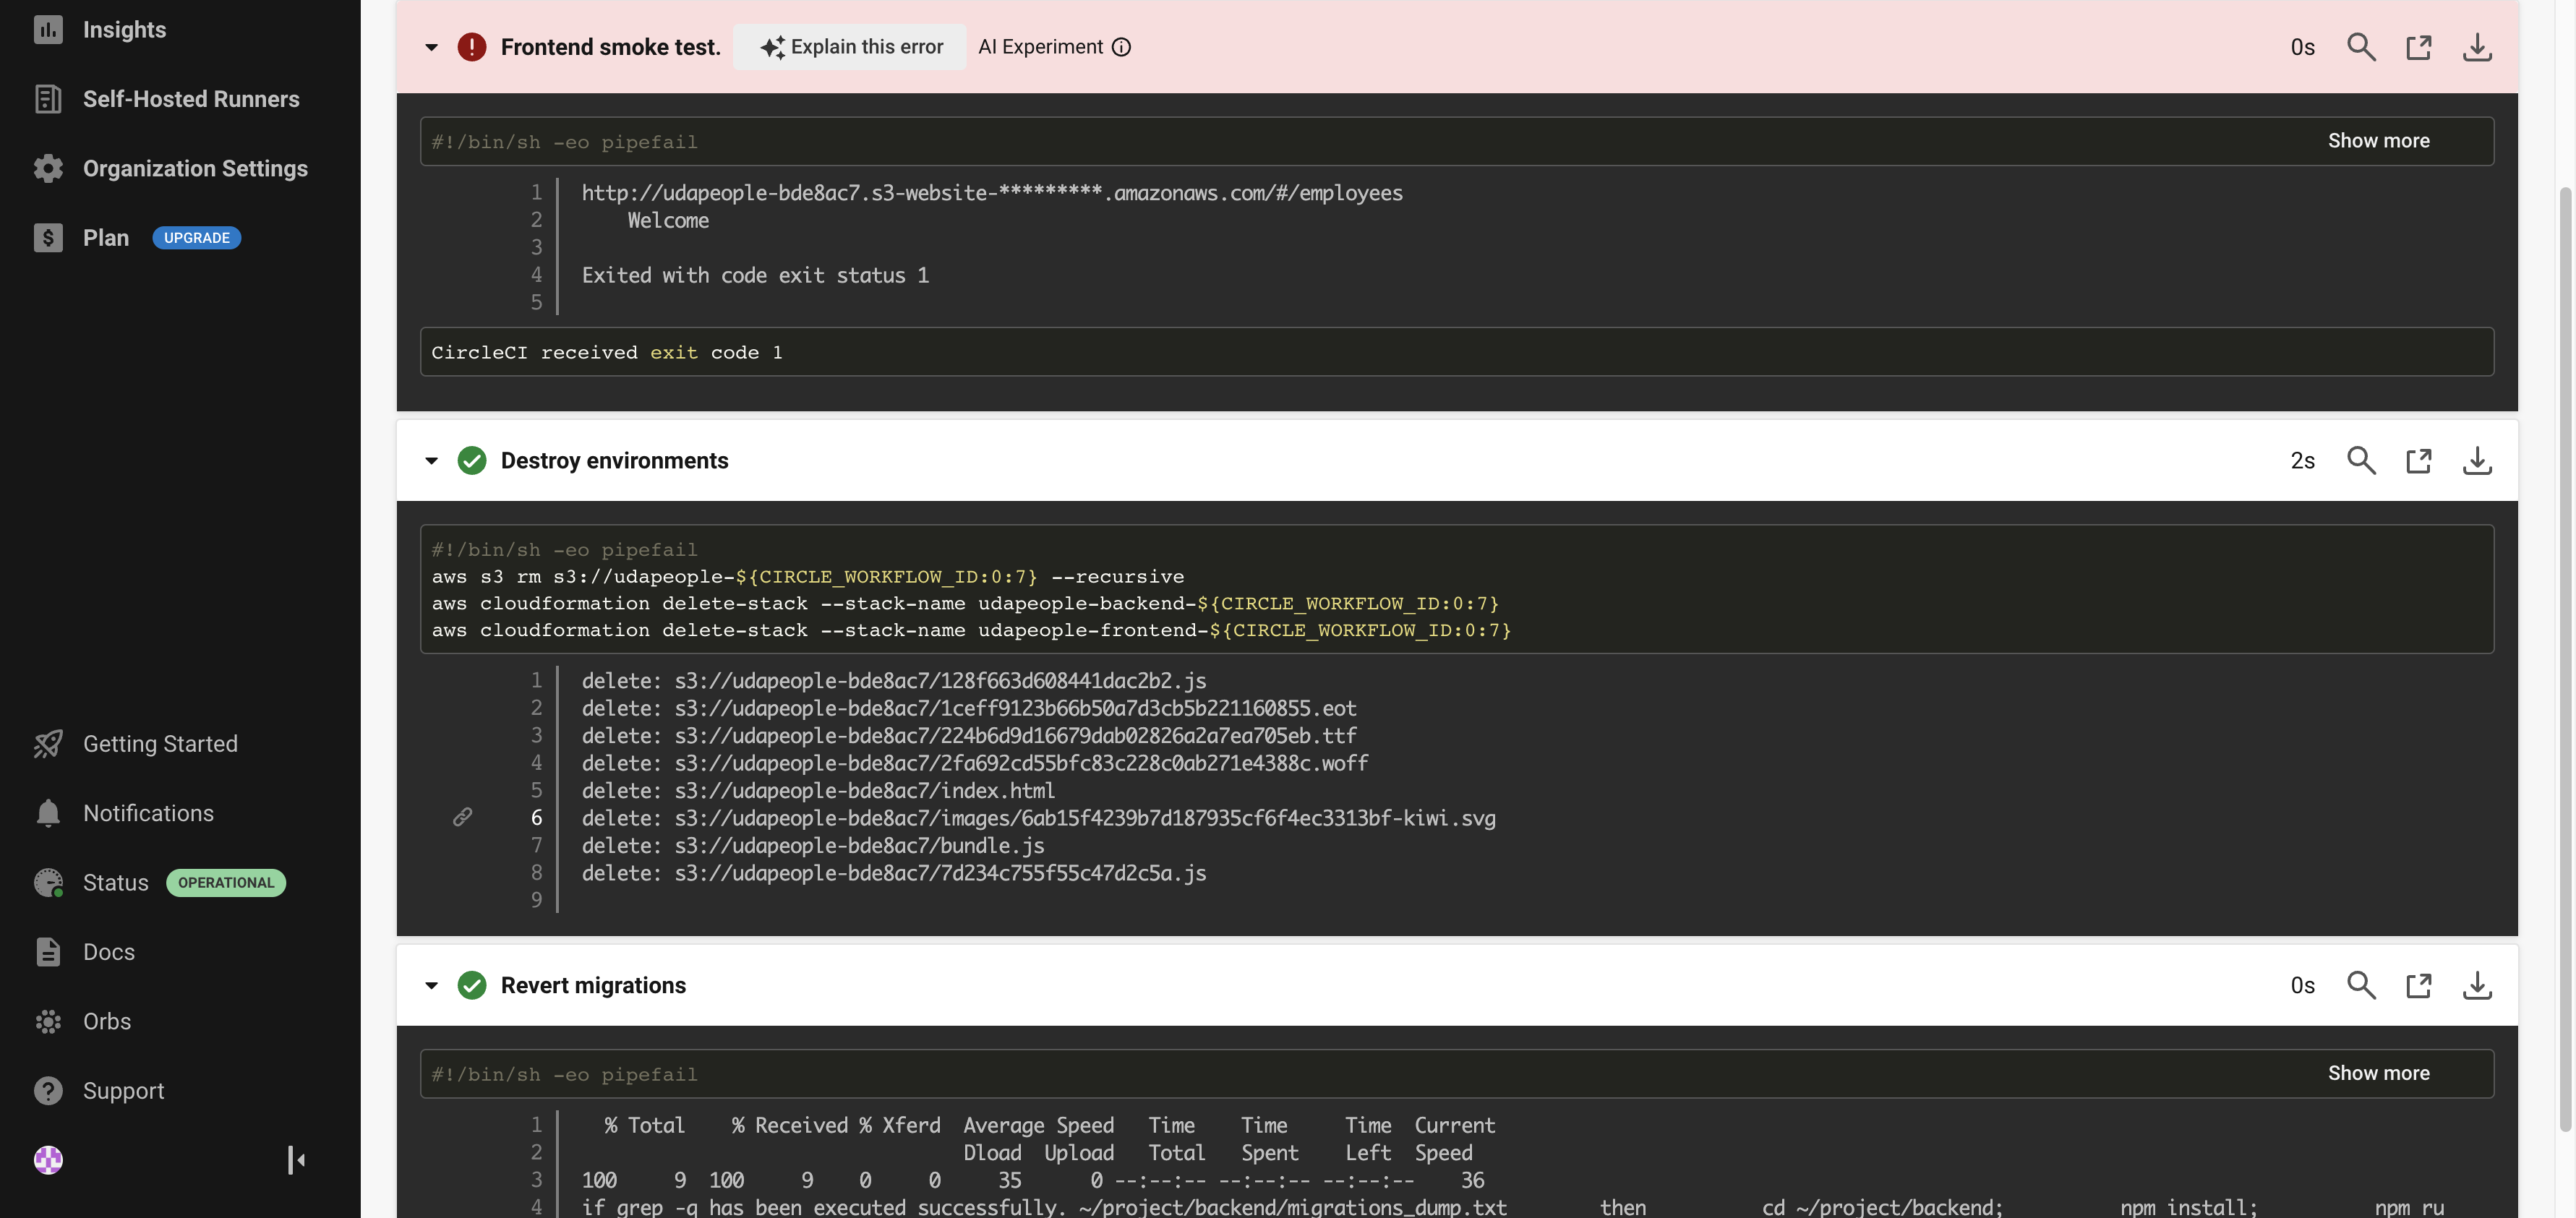 Insights
Self-Hosted Runners
Organization Settings
Plan UPGRADE
Getting Started
Notifications
Status OPERATIONAL
Docs
Orbs
Support
Frontend smoke test. Explain this error AI Experiment 0s
#!/bin/sh -eo pipefail Show more
1 http://udapeople-bde8ac7.s3-website-*********.amazonaws.com/#/employees
2 Welcome
3
4 Exited with code exit status 1
5
CircleCI received exit code 1
Destroy environments 2s
#!/bin/sh -eo pipefail
aws s3 rm s3://udapeople-${CIRCLE_WORKFLOW_ID:0:7} --recursive
aws cloudformation delete-stack --stack-name udapeople-backend-${CIRCLE_WORKFLOW_ID:0:7}
aws cloudformation delete-stack --stack-name udapeople-frontend-${CIRCLE_WORKFLOW_ID:0:7}
1 delete: s3://udapeople-bde8ac7/128f663d608441dac2b2.js
2 delete: s3://udapeople-bde8ac7/1ceff9123b66b50a7d3cb5b221160855.eot
3 delete: s3://udapeople-bde8ac7/224b6d9d16679dab02826a2a7ea705eb.ttf
4 delete: s3://udapeople-bde8ac7/2fa692cd55bfc83c228c0ab271e4388c.woff
5 delete: s3://udapeople-bde8ac7/index.html
6 delete: s3://udapeople-bde8ac7/images/6ab15f4239b7d187935cf6f4ec3313bf-kiwi.svg
7 delete: s3://udapeople-bde8ac7/bundle.js
8 delete: s3://udapeople-bde8ac7/7d234c755f55c47d2c5a.js
9
Revert migrations 0s
#!/bin/sh -eo pipefail Show more
1 % Total % Received % Xferd Average Speed Time Time Time Current
2 Dload Upload Total Spent Left Speed
3 100 9 100 9 0 0 35 0 --:--:-- --:--:-- --:--:-- 36
4 if grep -q has been executed successfully. ~/project/backend/migrations_dump.txt then cd ~/project/backend; npm install; npm ru